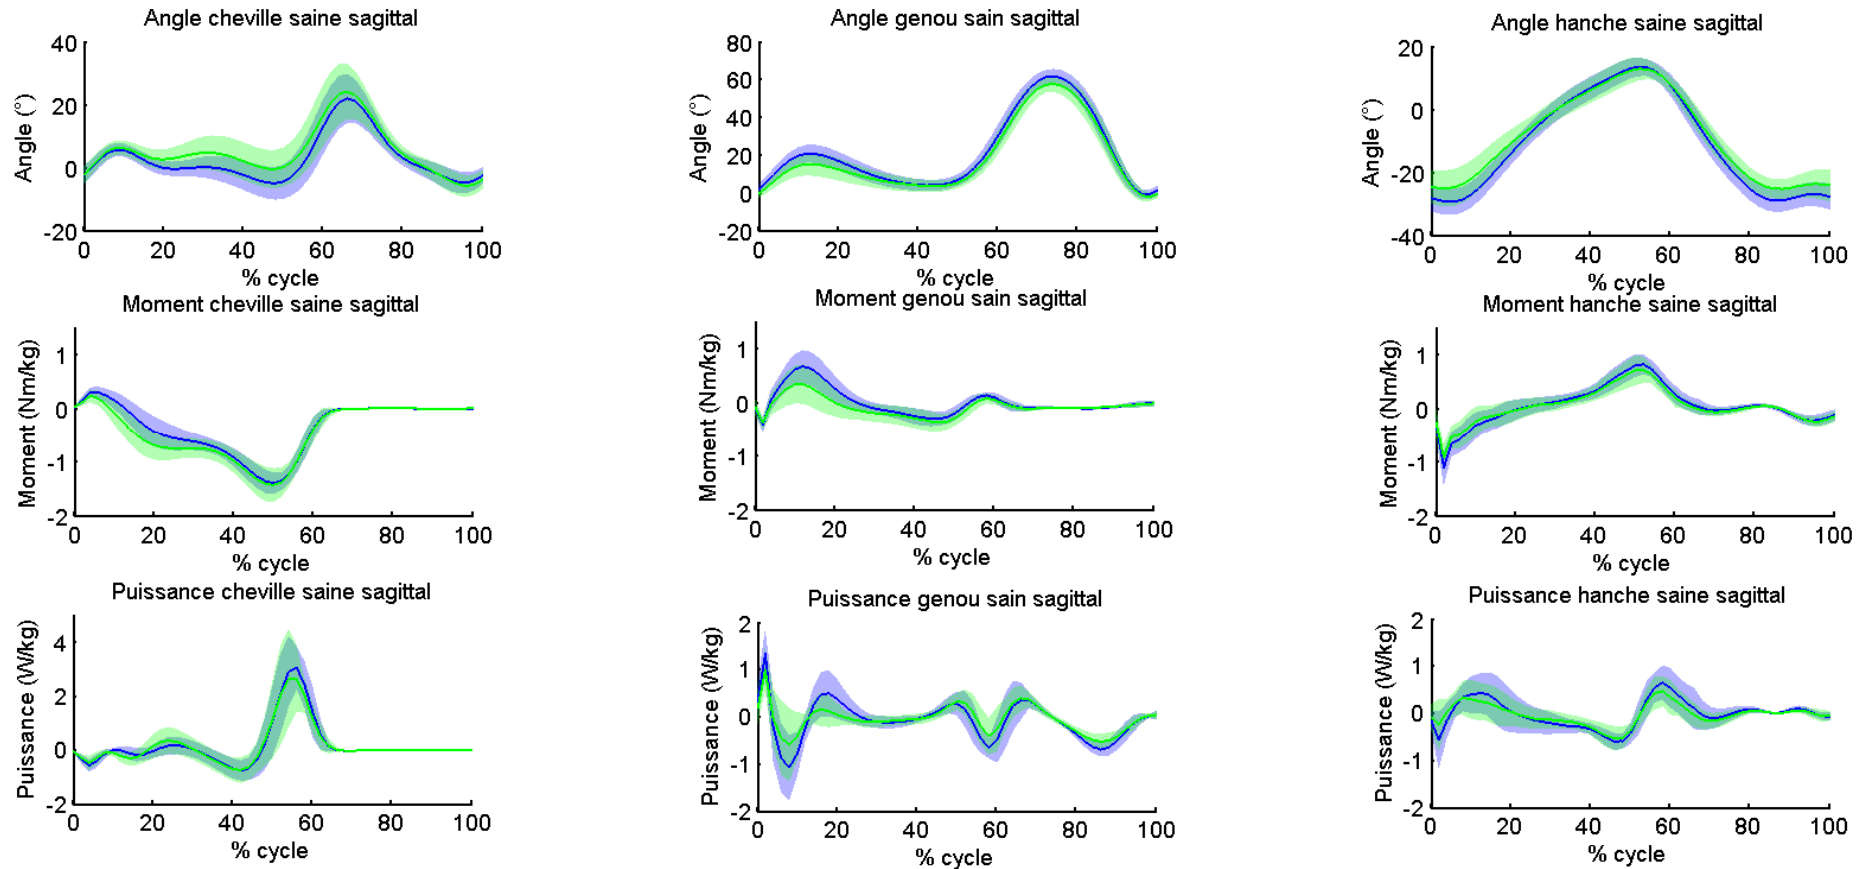 Angle cheville saine sagittal
40
20
0
-20
Angle (°)
0 20 40 60 80 100
% cycle
Angle genou sain sagittal
80
60
40
20
0
-20
Angle (°)
0 20 40 60 80 100
% cycle
Angle hanche saine sagittal
20
0
-20
-40
Angle (°)
0 20 40 60 80 100
% cycle
Moment cheville saine sagittal
1
0
-1
-2
Moment (Nm/kg)
0 20 40 60 80 100
% cycle
Moment genou sain sagittal
1
0
-1
-2
Moment (Nm/kg)
0 20 40 60 80 100
% cycle
Moment hanche saine sagittal
1
0
-1
-2
Moment (Nm/kg)
0 20 40 60 80 100
% cycle
Puissance cheville saine sagittal
4
2
0
-2
Puissance (W/kg)
0 20 40 60 80 100
% cycle
Puissance genou sain sagittal
2
1
0
-1
-2
Puissance (W/kg)
0 20 40 60 80 100
% cycle
Puissance hanche saine sagittal
2
1
0
-1
-2
Puissance (W/kg)
0 20 40 60 80 100
% cycle